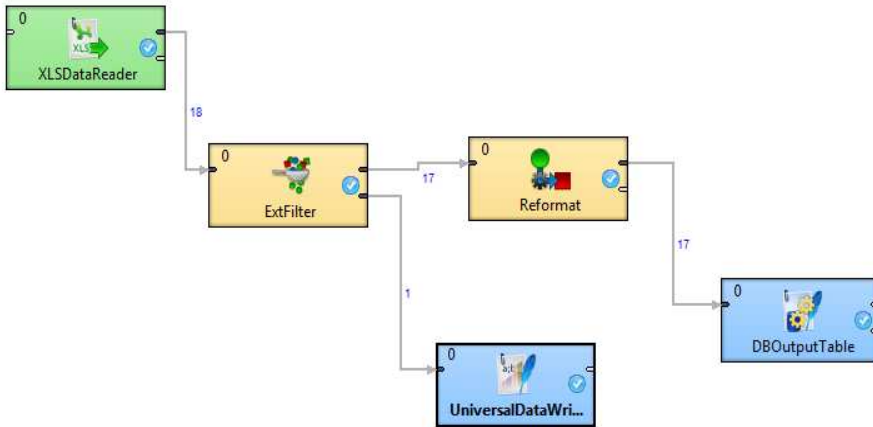 0
XLS
XLSDataReader
18
0
ExtFilter
17
0
Reformat
17
1
0
DBOutputTable
0
a;b
UniversalDataWri...